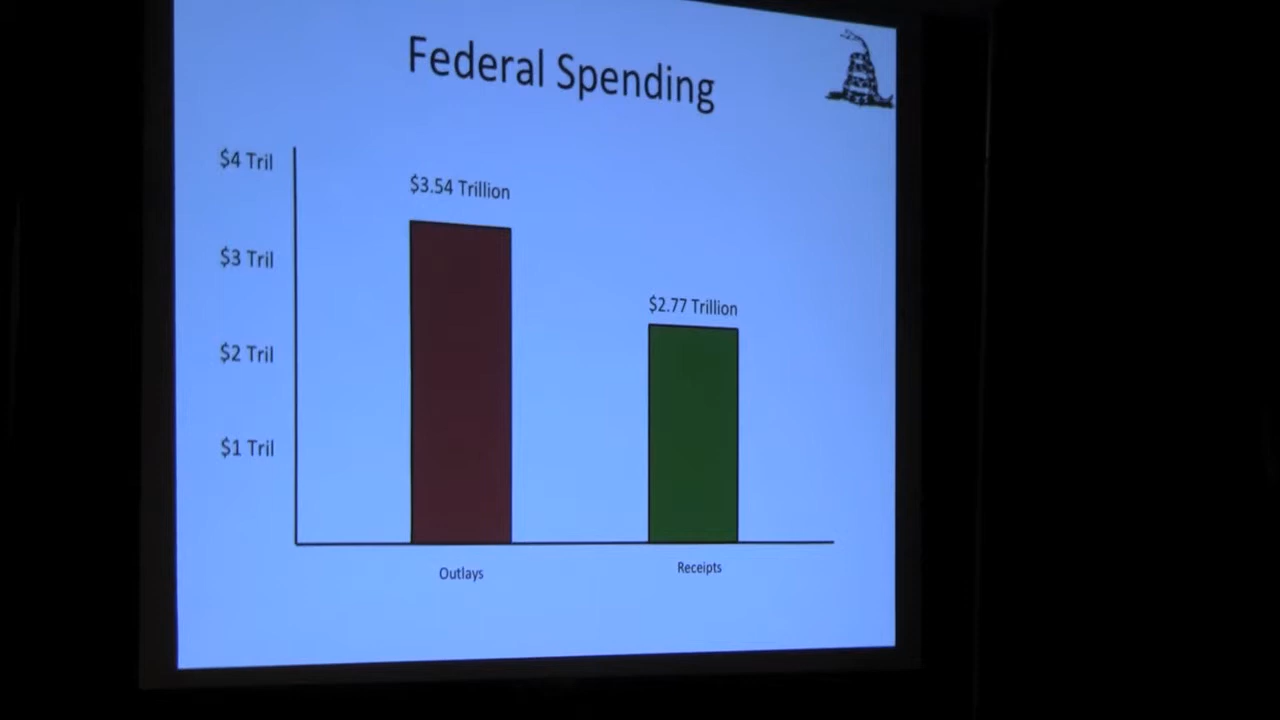 Federal Spending
$4 Tril
$3.54 Trillion
$3 Tril
$2.77 Trillion
$2 Tril
$1 Tril
Outlays
Receipts